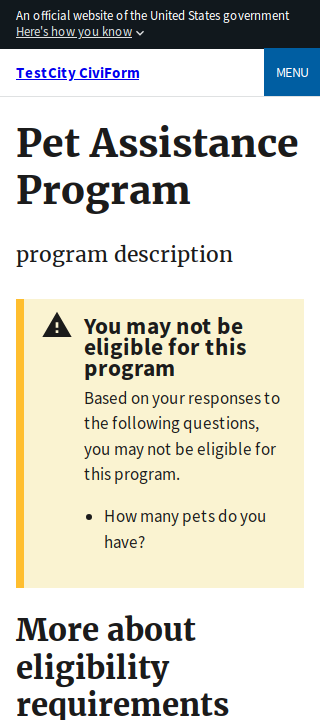 An official website of the United States government
Here's how you know
TestCity CiviForm
MENU
Pet Assistance
Program
program description
You may not be
eligible for this
program
Based on your responses to
the following questions,
you may not be eligible for
this program.
How many pets do you
have?
More about
eligibility
requirements